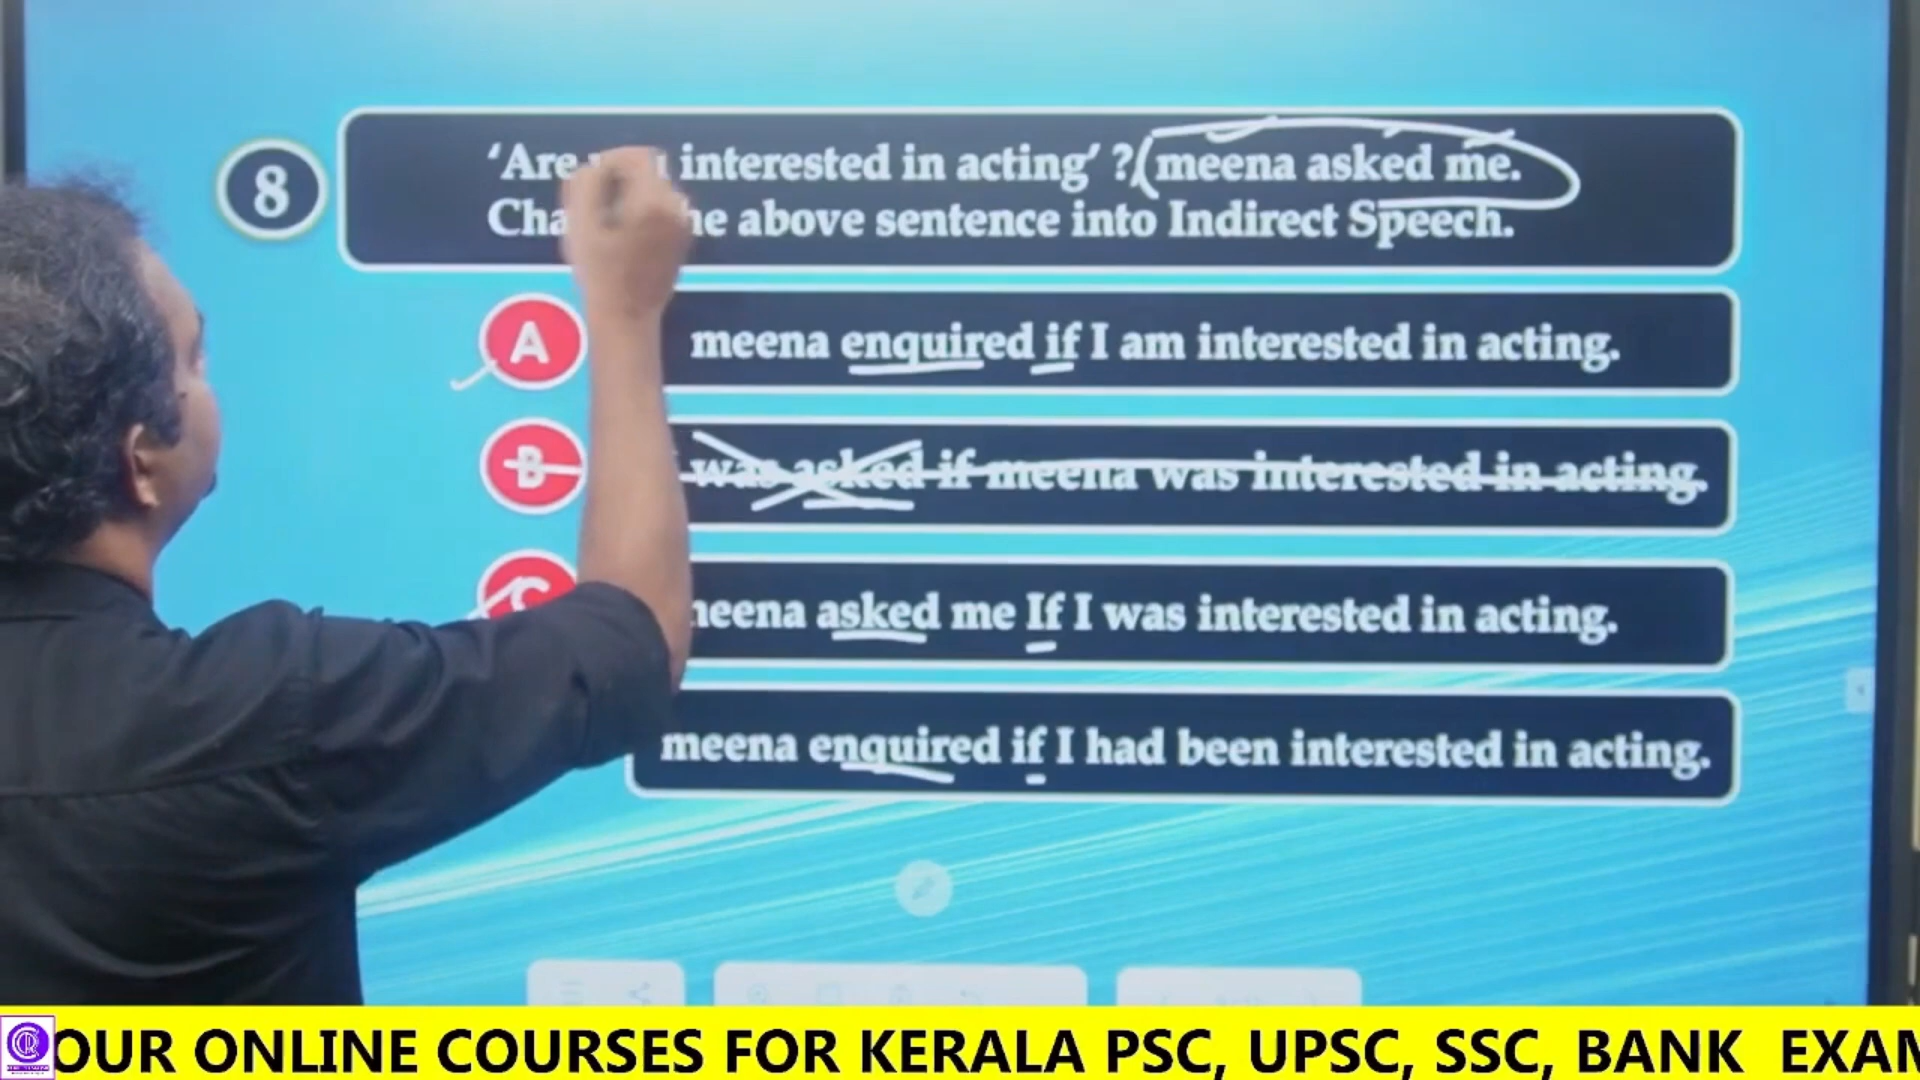 8
‘Are interested in acting’ ?(meena asked me.
Cha he above sentence into Indirect Speech.
A
meena enquired if I am interested in acting.
B
was asked if meena was interested in acting.
C
neena asked me If I was interested in acting.
meena enquired if I had been interested in acting.
OUR ONLINE COURSES FOR KERALA PSC, UPSC, SSC, BANK EXAM